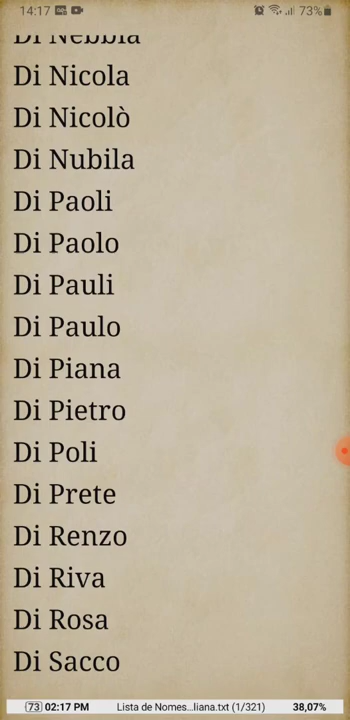 14:17 73%
Di Nebbia
Di Nicola
Di Nicolò
Di Nubila
Di Paoli
Di Paolo
Di Pauli
Di Paulo
Di Piana
Di Pietro
Di Poli
Di Prete
Di Renzo
Di Riva
Di Rosa
Di Sacco
73 02:17 PM Lista de Nomes...liana.txt (1/321) 38,07%